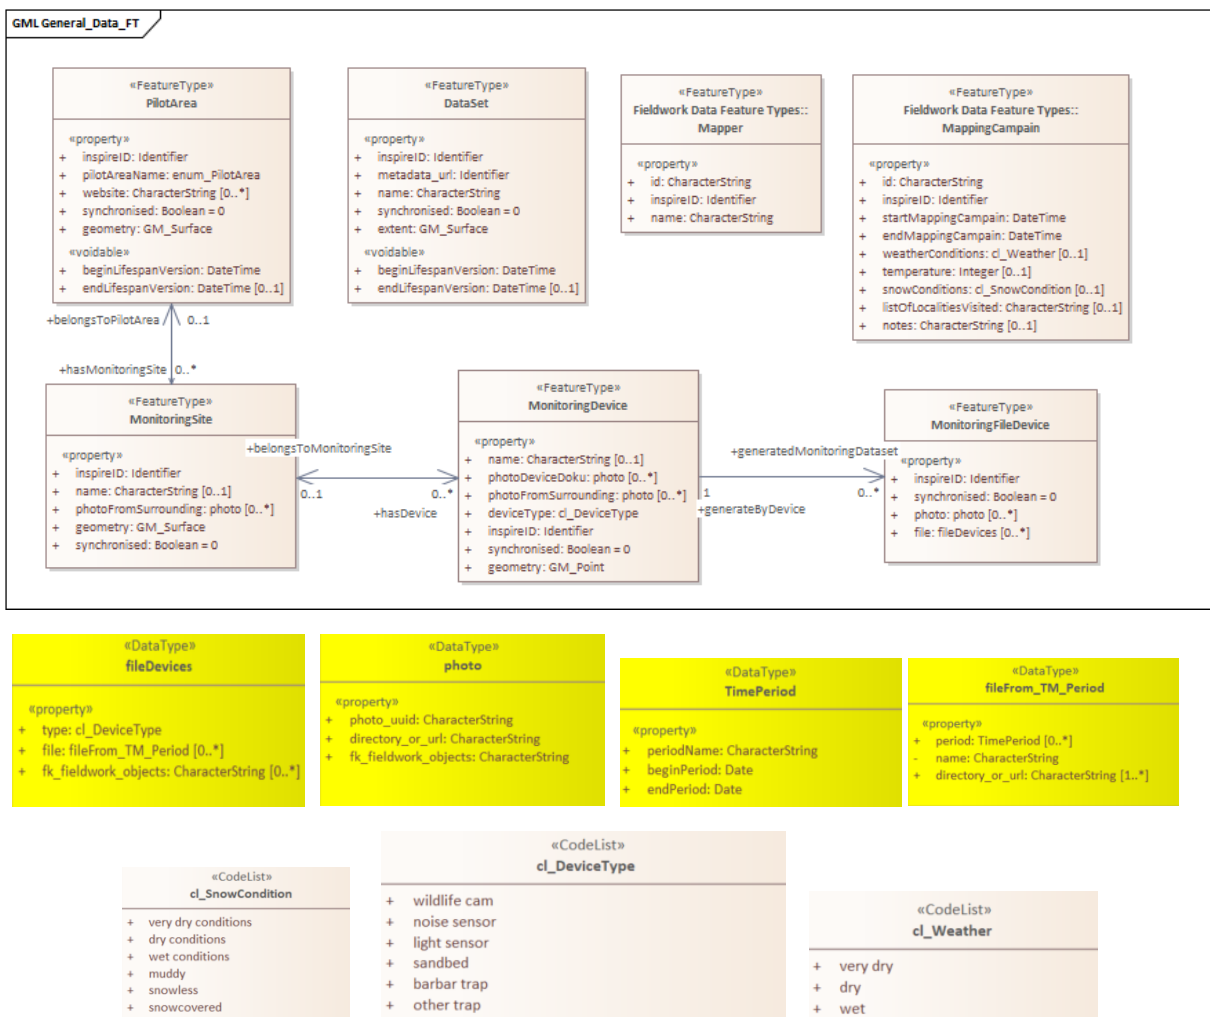 GML General_Data_FT
«FeatureType»
PilotArea
«property»
+ inspireID: Identifier
+ pilotAreaName: enum_PilotArea
+ website: CharacterString [0..*]
+ synchronised: Boolean = 0
+ geometry: GM_Surface
«voidable»
+ beginLifespanVersion: DateTime
+ endLifespanVersion: DateTime [0..1]
«FeatureType»
DataSet
«property»
+ inspireID: Identifier
+ metadata_url: Identifier
+ name: CharacterString
+ synchronised: Boolean = 0
+ extent: GM_Surface
«voidable»
+ beginLifespanVersion: DateTime
+ endLifespanVersion: DateTime [0..1]
«FeatureType»
Fieldwork Data Feature Types::
Mapper
«property»
+ id: CharacterString
+ inspireID: Identifier
+ name: CharacterString
«FeatureType»
Fieldwork Data Feature Types::
MappingCampain
«property»
+ id: CharacterString
+ inspireID: Identifier
+ startMappingCampain: DateTime
+ endMappingCampain: DateTime
+ weatherConditions: cl_Weather [0..1]
+ temperature: Integer [0..1]
+ snowConditions: cl_SnowCondition [0..1]
+ listOfLocalitiesVisited: CharacterString [0..1]
+ notes: CharacterString [0..1]
+belongsToPilotArea 0..1
+hasMonitoringSite 0..*
«FeatureType»
MonitoringSite
«property»
+ inspireID: Identifier
+ name: CharacterString [0..1]
+ photoFromSurrounding: photo [0..*]
+ geometry: GM_Surface
+ synchronised: Boolean = 0
+belongsToMonitoringSite
0..1 0..*
+hasDevice
«FeatureType»
MonitoringDevice
«property»
+ name: CharacterString [0..1]
+ photoDeviceDoku: photo [0..*]
+ photoFromSurrounding: photo [0..*]
+ deviceType: cl_DeviceType
+ inspireID: Identifier
+ synchronised: Boolean = 0
+ geometry: GM_Point
+generatedMonitoringDataset
1 0..*
+generateByDevice
«FeatureType»
MonitoringFileDevice
«property»
+ inspireID: Identifier
+ synchronised: Boolean = 0
+ photo: photo [0..*]
+ file: fileDevices [0..*]
«DataType»
fileDevices
«property»
+ type: cl_DeviceType
+ file: fileFrom_TM_Period [0..*]
+ fk_fieldwork_objects: CharacterString [0..*]
«DataType»
photo
«property»
+ photo_uuid: CharacterString
+ directory_or_url: CharacterString
+ fk_fieldwork_objects: CharacterString
«DataType»
TimePeriod
«property»
+ periodName: CharacterString
+ beginPeriod: Date
+ endPeriod: Date
«DataType»
fileFrom_TM_Period
«property»
+ period: TimePeriod [0..*]
- name: CharacterString
+ directory_or_url: CharacterString [1..*]
«CodeList»
cl_SnowCondition
+ very dry conditions
+ dry conditions
+ wet conditions
+ muddy
+ snowless
+ snowcovered
«CodeList»
cl_DeviceType
+ wildlife cam
+ noise sensor
+ light sensor
+ sandbed
+ barbar trap
+ other trap
«CodeList»
cl_Weather
+ very dry
+ dry
+ wet